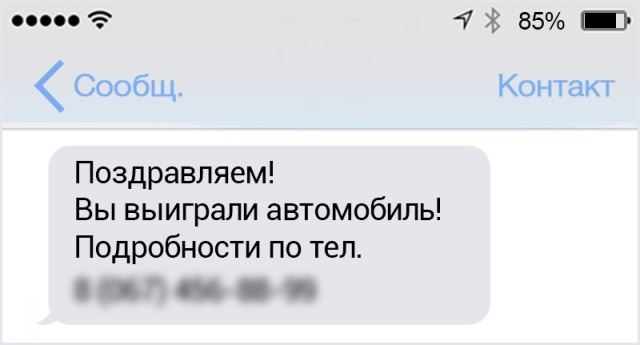 85%
Сообщ.
Контакт
Поздравляем!
Вы выиграли автомобиль!
Подробности по тел.